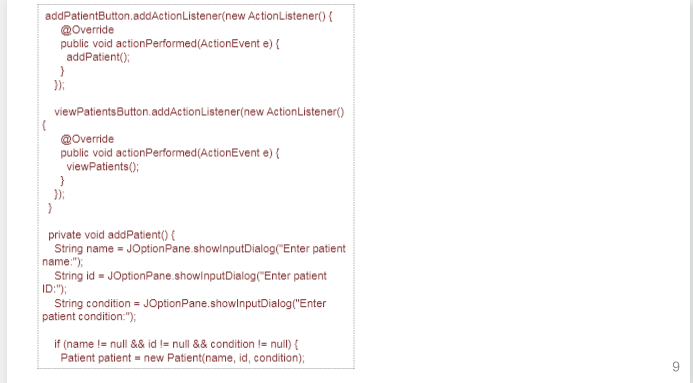 addPatientButton.addActionListener(new ActionListener() {
@Override
public void actionPerformed(ActionEvent e) {
addPatient();
}
});
viewPatientsButton.addActionListener(new ActionListener()
{
@Override
public void actionPerformed(ActionEvent e) {
viewPatients();
}
});
}
private void addPatient() {
String name = JOptionPane.showInputDialog("Enter patient
name:");
String id = JOptionPane.showInputDialog("Enter patient
ID:");
String condition = JOptionPane.showInputDialog("Enter
patient condition:");
if (name != null && id != null && condition != null) {
Patient patient = new Patient(name, id, condition);
9